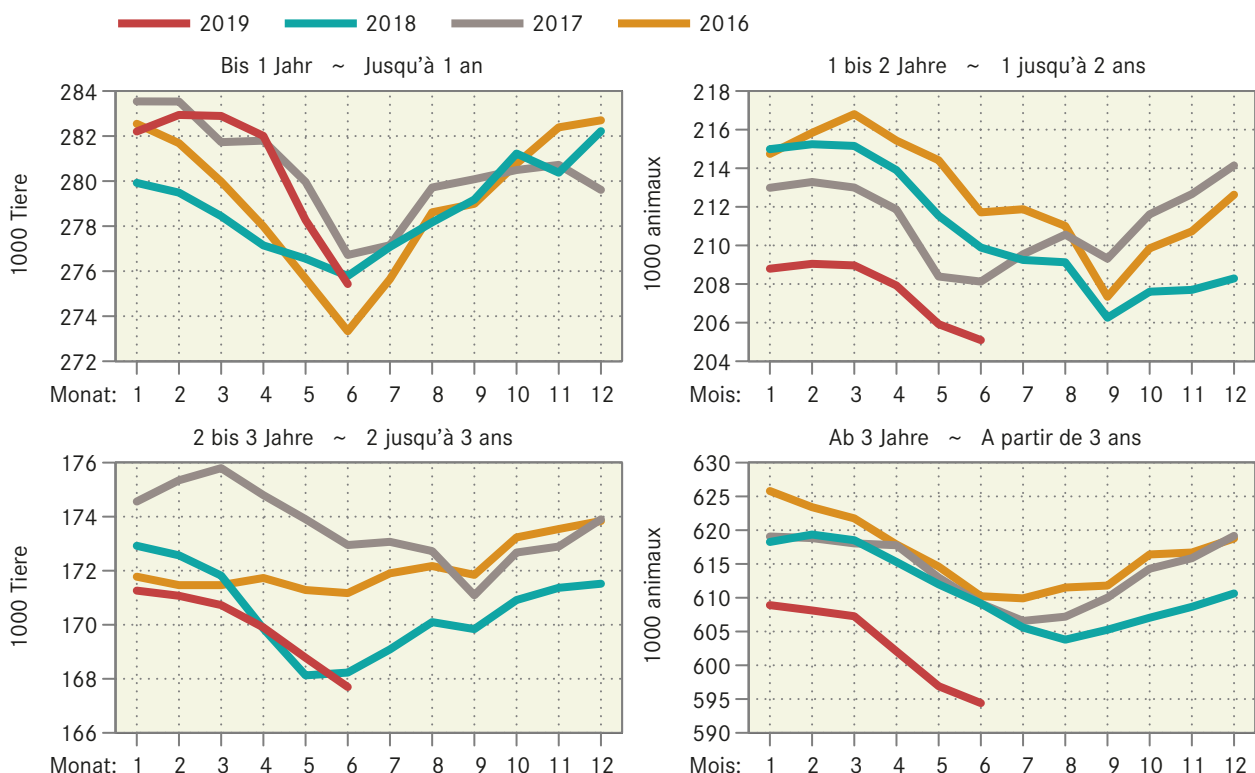 2019 2018 2017 2016
Bis 1 Jahr ~ Jusqu'à 1 an
1000 Tiere
284
282
280
278
276
274
272
Monat: 1 2 3 4 5 6 7 8 9 10 11 12
1 bis 2 Jahre ~ 1 jusqu'à 2 ans
1000 animaux
218
216
214
212
210
208
206
204
Mois: 1 2 3 4 5 6 7 8 9 10 11 12
2 bis 3 Jahre ~ 2 jusqu'à 3 ans
1000 Tiere
176
174
172
170
168
166
Monat: 1 2 3 4 5 6 7 8 9 10 11 12
Ab 3 Jahre ~ A partir de 3 ans
1000 animaux
630
625
620
615
610
605
600
595
590
Mois: 1 2 3 4 5 6 7 8 9 10 11 12